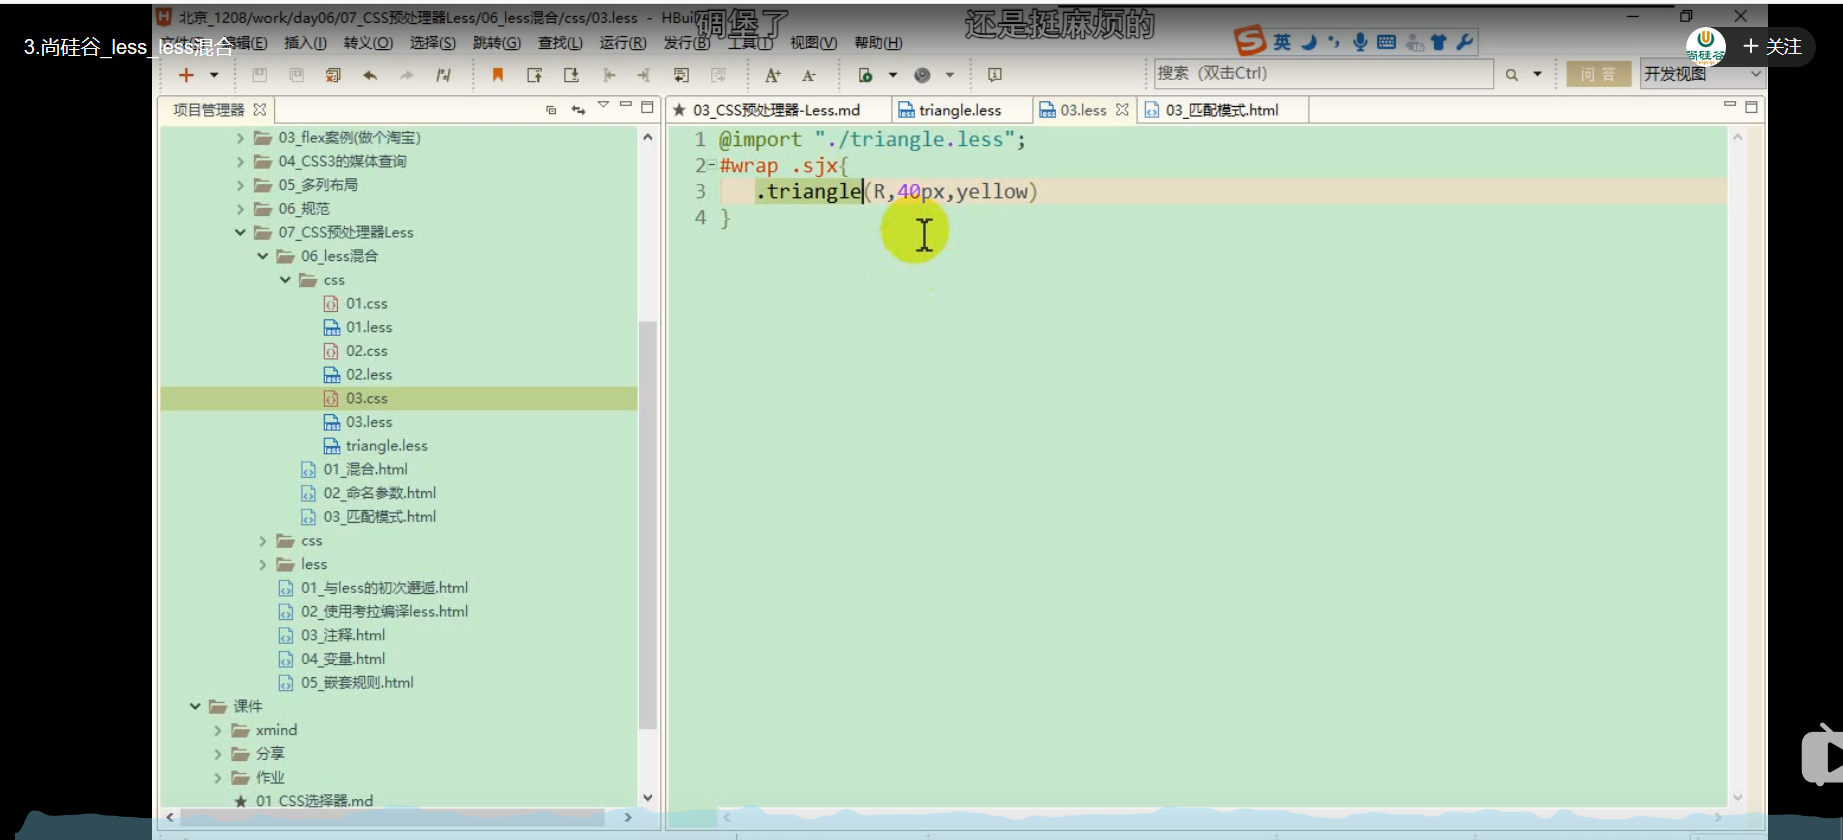 北京_1208/work/day06/07_CSS预处理器Less/06_less混合/css/03.less - HBuil
碉堡了
还是挺麻烦的
3.尚硅谷_less_less混合
编辑(E) 插入(I) 转义(O) 选择(S) 跳转(G) 查找(L) 运行(R) 发行(B) 工具(T) 视图(V) 帮助(H)
英
尚硅谷
+ 关注
搜索（双击Ctrl）
问 答
开发视图
项目管理器
03_CSS预处理器-Less.md
triangle.less
03.less
03_匹配模式.html
03_flex案例(做个淘宝)
04_CSS3的媒体查询
05_多列布局
06_规范
07_CSS预处理器Less
06_less混合
css
01.css
01.less
02.css
02.less
03.css
03.less
triangle.less
01_混合.html
02_命名参数.html
03_匹配模式.html
css
less
01_与less的初次邂逅.html
02_使用考拉编译less.html
03_注释.html
04_变量.html
05_嵌套规则.html
课件
xmind
分享
作业
01_CSS选择器.md
1 @import "./triangle.less";
2 #wrap .sjx{
3 .triangle(R,40px,yellow)
4 }